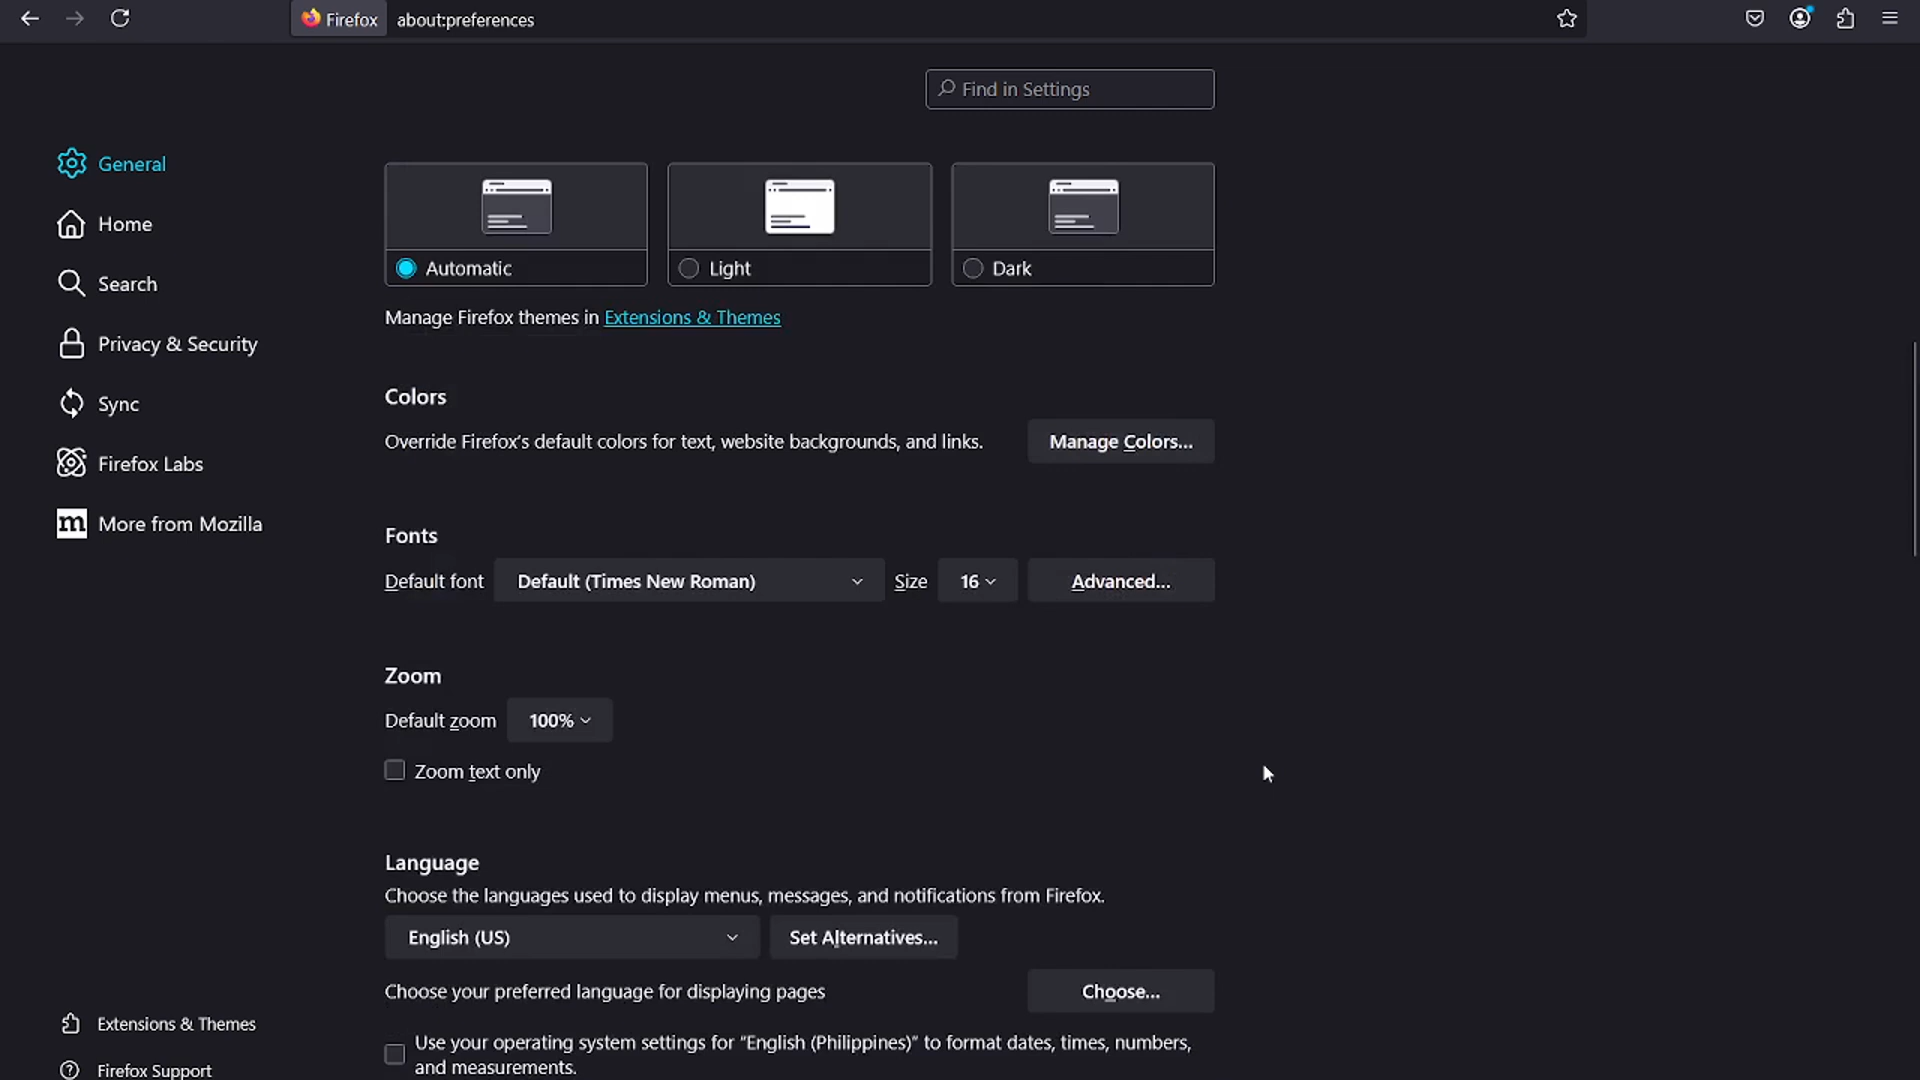 Firefox about:preferences
Find in Settings
General
Home
Search
Privacy & Security
Sync
Firefox Labs
m More from Mozilla
Extensions & Themes
Firefox Support
Automatic
Light
Dark
Manage Firefox themes in Extensions & Themes
Colors
Override Firefox's default colors for text, website backgrounds, and links.
Manage Colors...
Fonts
Default font
Default (Times New Roman)
Size
16
Advanced...
Zoom
Default zoom
100%
Zoom text only
Language
Choose the languages used to display menus, messages, and notifications from Firefox.
English (US)
Set Alternatives...
Choose your preferred language for displaying pages
Choose...
Use your operating system settings for "English (Philippines)" to format dates, times, numbers,
and measurements.